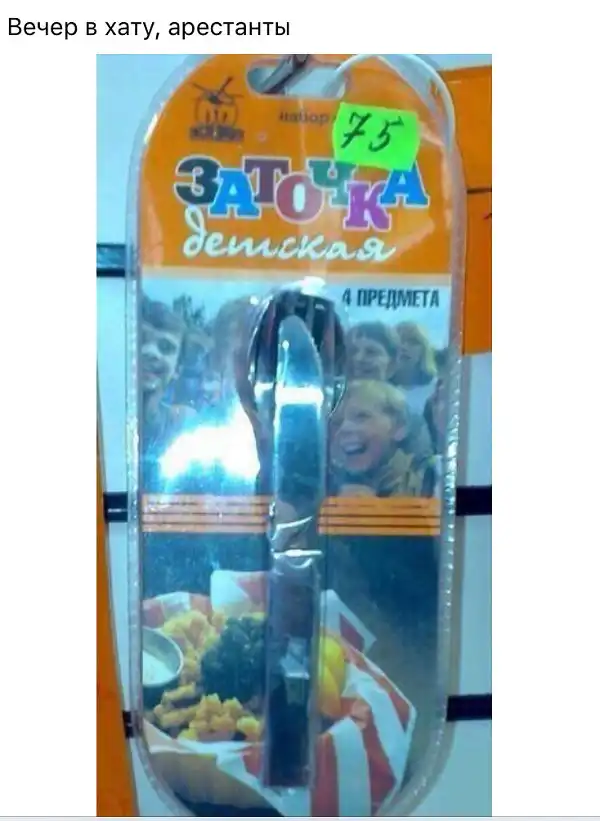 Вечер в хату, арестанты
набор
75
ЗАТОЧКА
детская
4 ПРЕДМЕТА